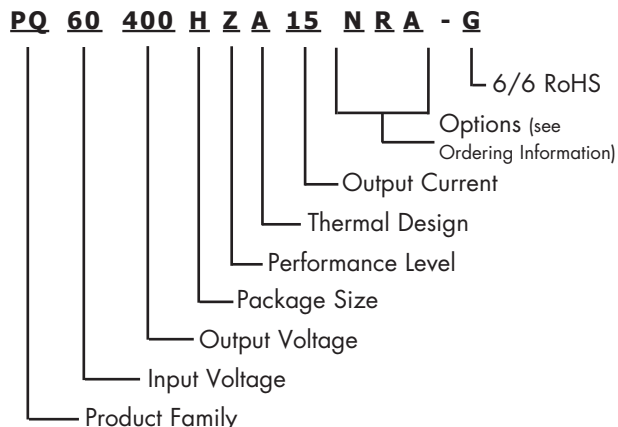 PQ 60 400 H Z A 15 N R A - G
6/6 RoHS
Options (see
Ordering Information)
Output Current
Thermal Design
Performance Level
Package Size
Output Voltage
Input Voltage
Product Family